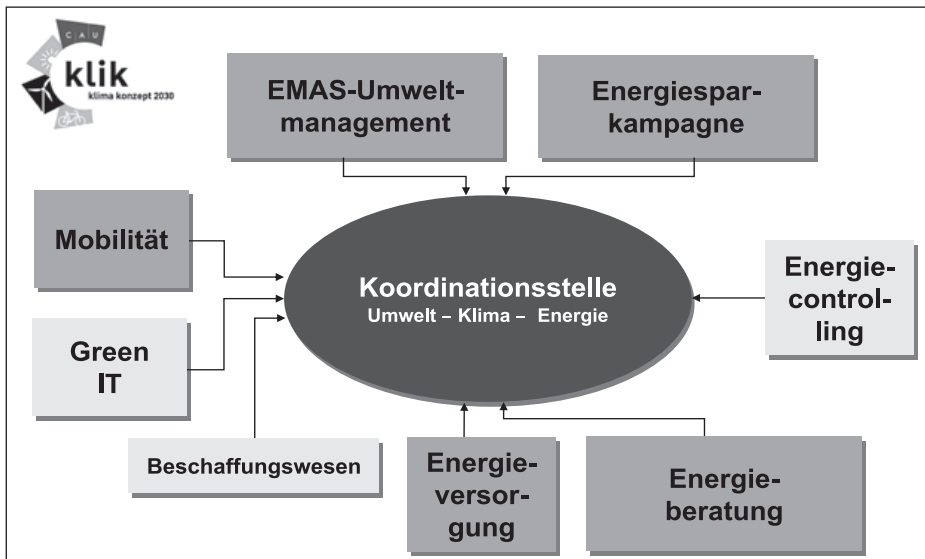 CAU
klik
klima konzept 2030
EMAS-Umwelt-
management
Energiespar-
kampagne
Mobilität
Green
IT
Beschaffungswesen
Koordinationsstelle
Umwelt – Klima – Energie
Energie-
control-
ling
Energie-
versor-
gung
Energie-
beratung